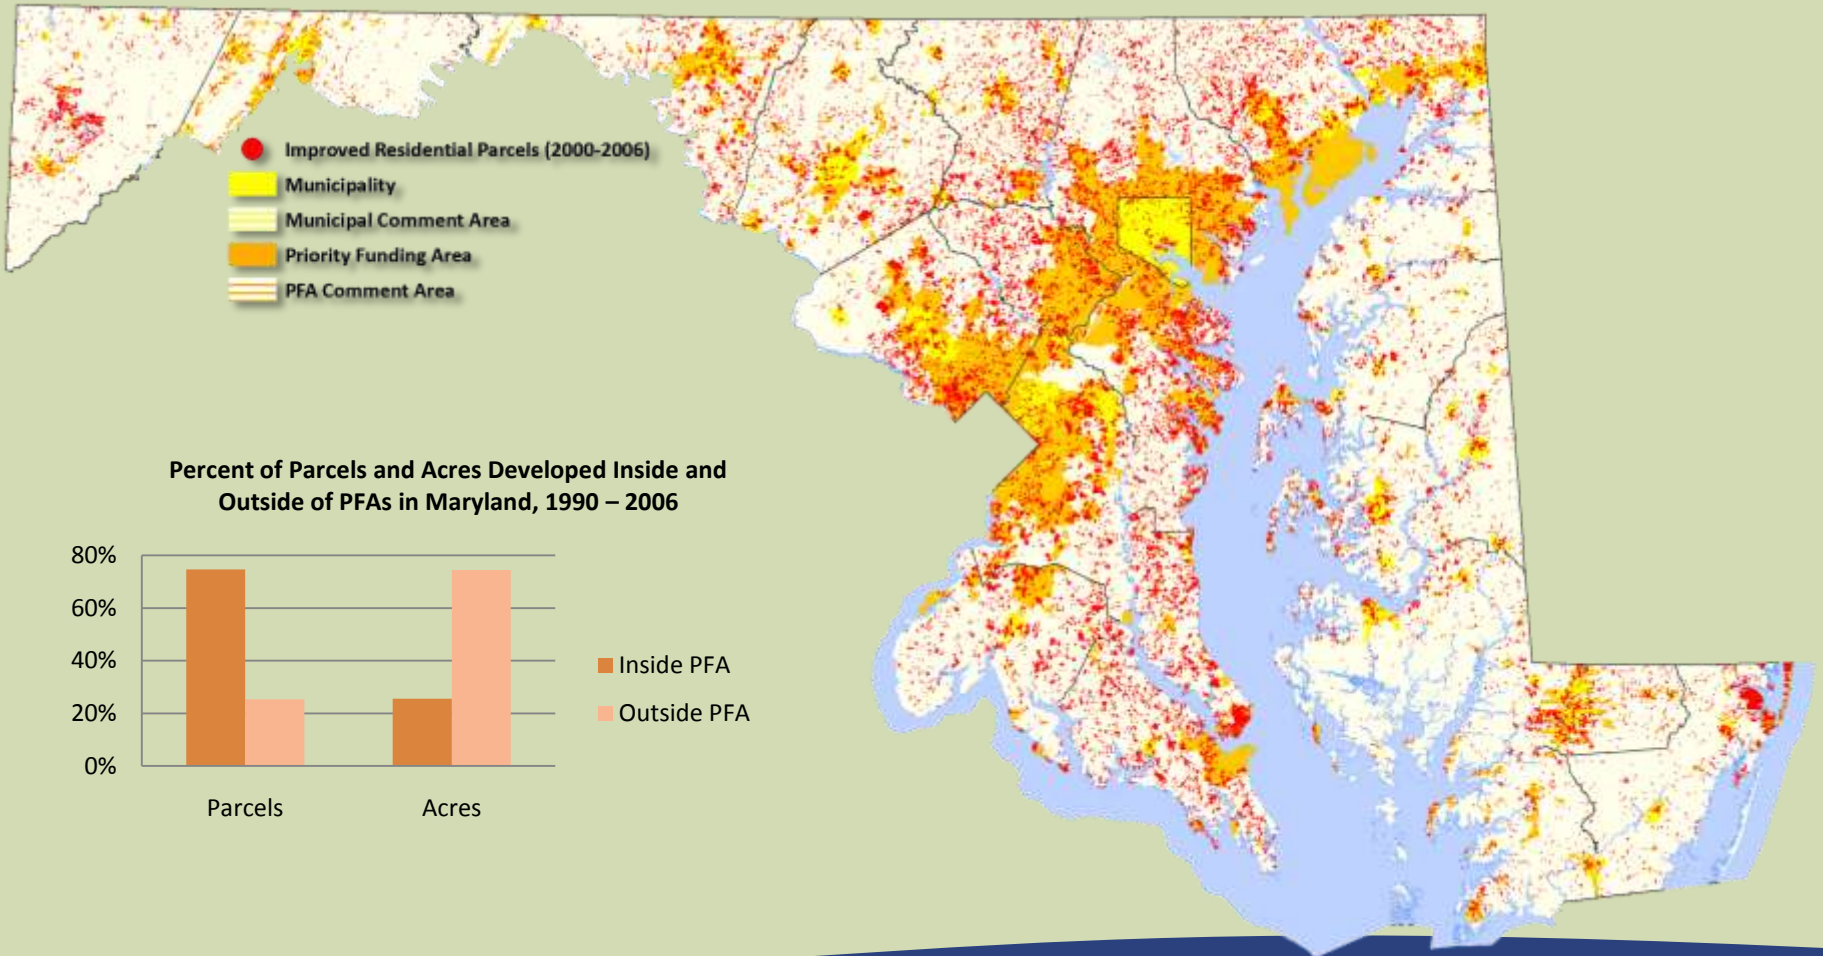 Improved Residential Parcels (2000-2006)
Municipality
Municipal Comment Area
Priority Funding Area
PFA Comment Area
Percent of Parcels and Acres Developed Inside and
Outside of PFAs in Maryland, 1990 – 2006
80%
60%
40%
20%
0%
Parcels
Acres
Inside PFA
Outside PFA